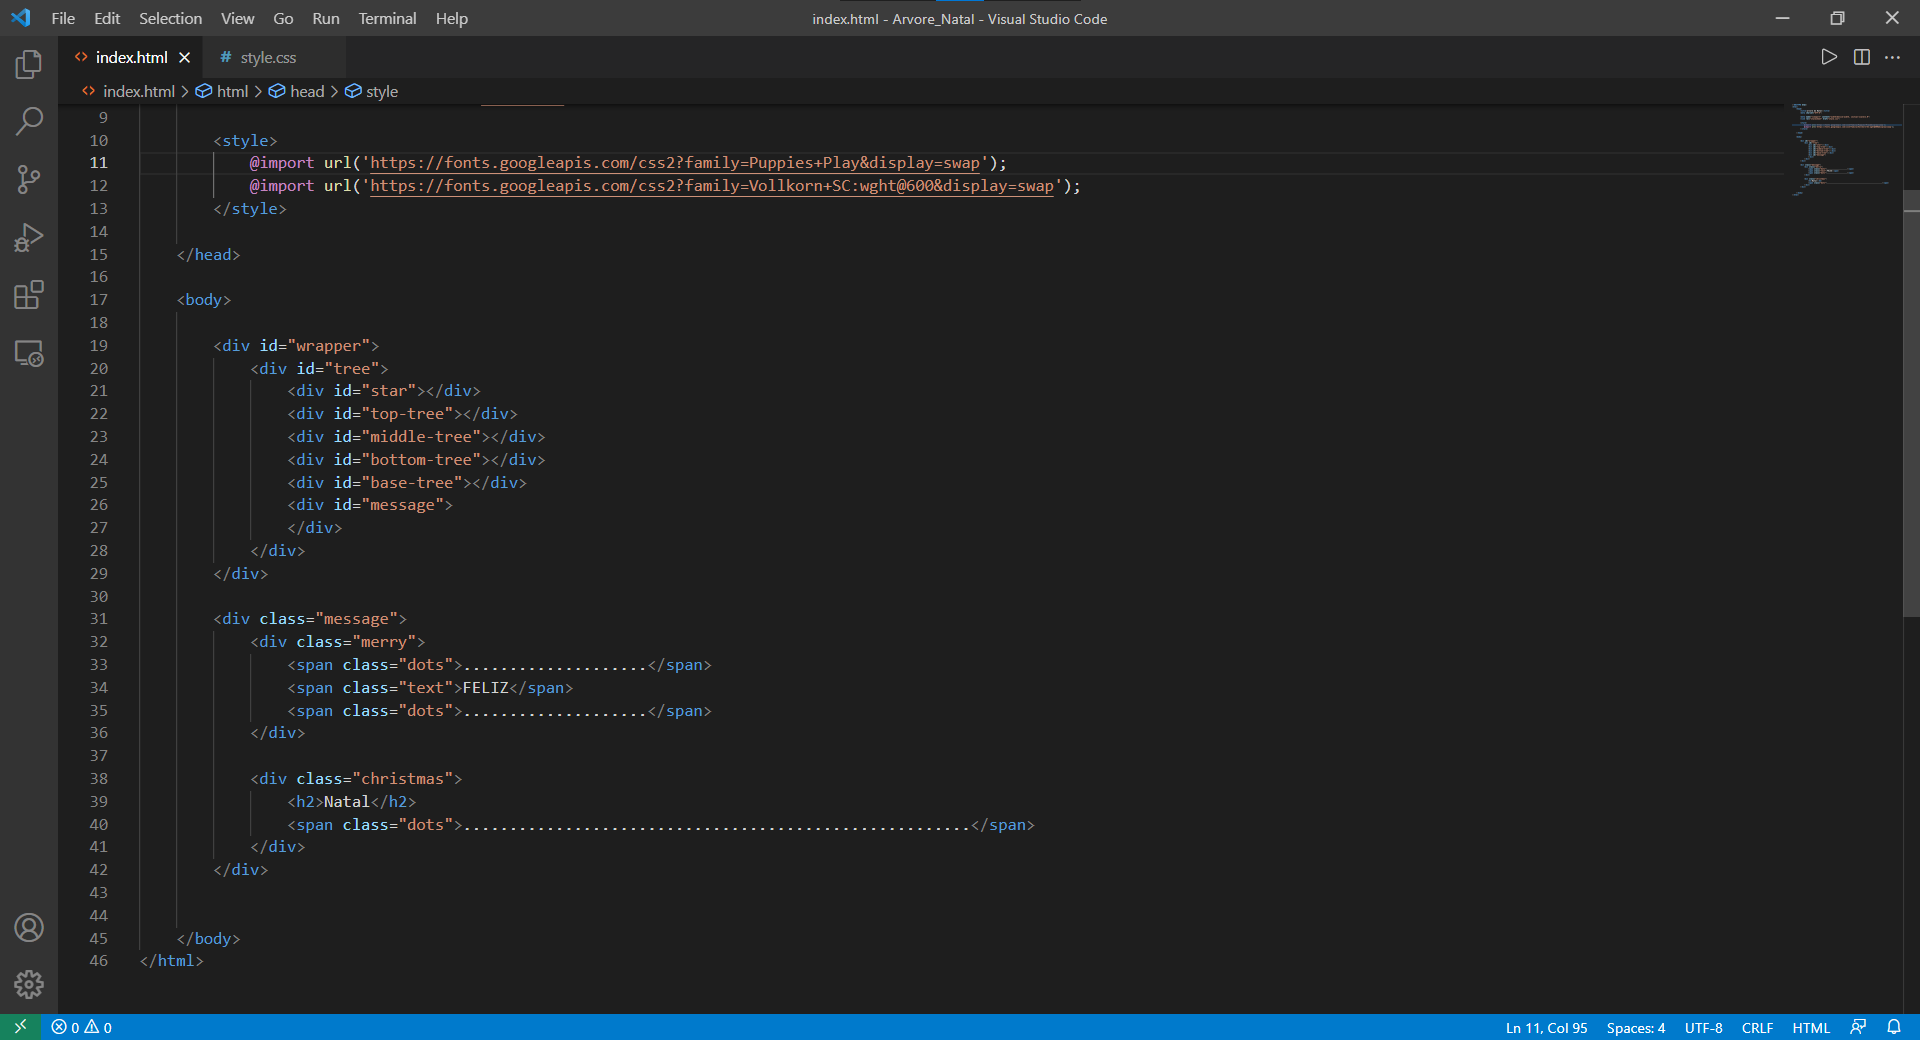 File Edit Selection View Go Run Terminal Help
index.html - Arvore_Natal - Visual Studio Code
index.html
# style.css
index.html > html > head > style
9
10 <style>
11 @import url('https://fonts.googleapis.com/css2?family=Puppies+Play&display=swap');
12 @import url('https://fonts.googleapis.com/css2?family=Vollkorn+SC:wght@600&display=swap');
13 </style>
14
15 </head>
16
17 <body>
18
19 <div id="wrapper">
20 <div id="tree">
21 <div id="star"></div>
22 <div id="top-tree"></div>
23 <div id="middle-tree"></div>
24 <div id="bottom-tree"></div>
25 <div id="base-tree"></div>
26 <div id="message">
27 </div>
28 </div>
29 </div>
30
31 <div class="message">
32 <div class="merry">
33 <span class="dots">....................</span>
34 <span class="text">FELIZ</span>
35 <span class="dots">....................</span>
36 </div>
37
38 <div class="christmas">
39 <h2>Natal</h2>
40 <span class="dots">.......................................................</span>
41 </div>
42 </div>
43
44
45 </body>
46 </html>
0 0
Ln 11, Col 95 Spaces: 4 UTF-8 CRLF HTML